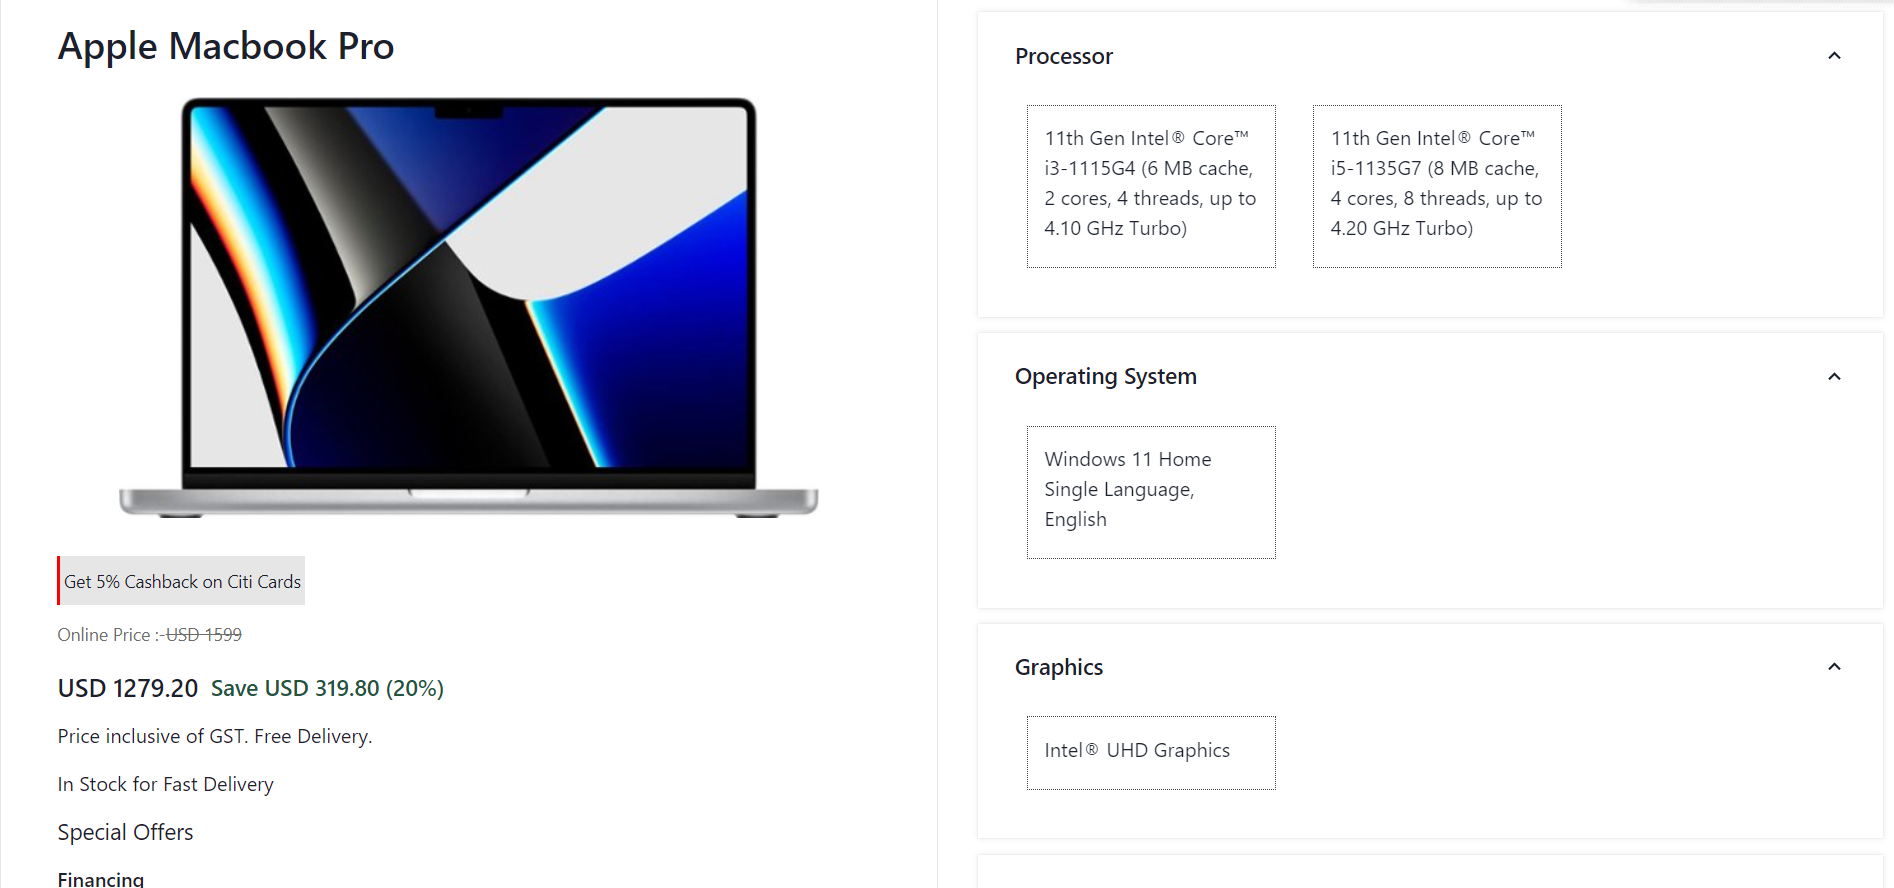 Apple Macbook Pro
Get 5% Cashback on Citi Cards
Online Price :- USD 1599
USD 1279.20 Save USD 319.80 (20%)
Price inclusive of GST. Free Delivery.
In Stock for Fast Delivery
Special Offers
Financing
Processor
11th Gen Intel® Core™
i3-1115G4 (6 MB cache,
2 cores, 4 threads, up to
4.10 GHz Turbo)
11th Gen Intel® Core™
i5-1135G7 (8 MB cache,
4 cores, 8 threads, up to
4.20 GHz Turbo)
Operating System
Windows 11 Home
Single Language,
English
Graphics
Intel® UHD Graphics